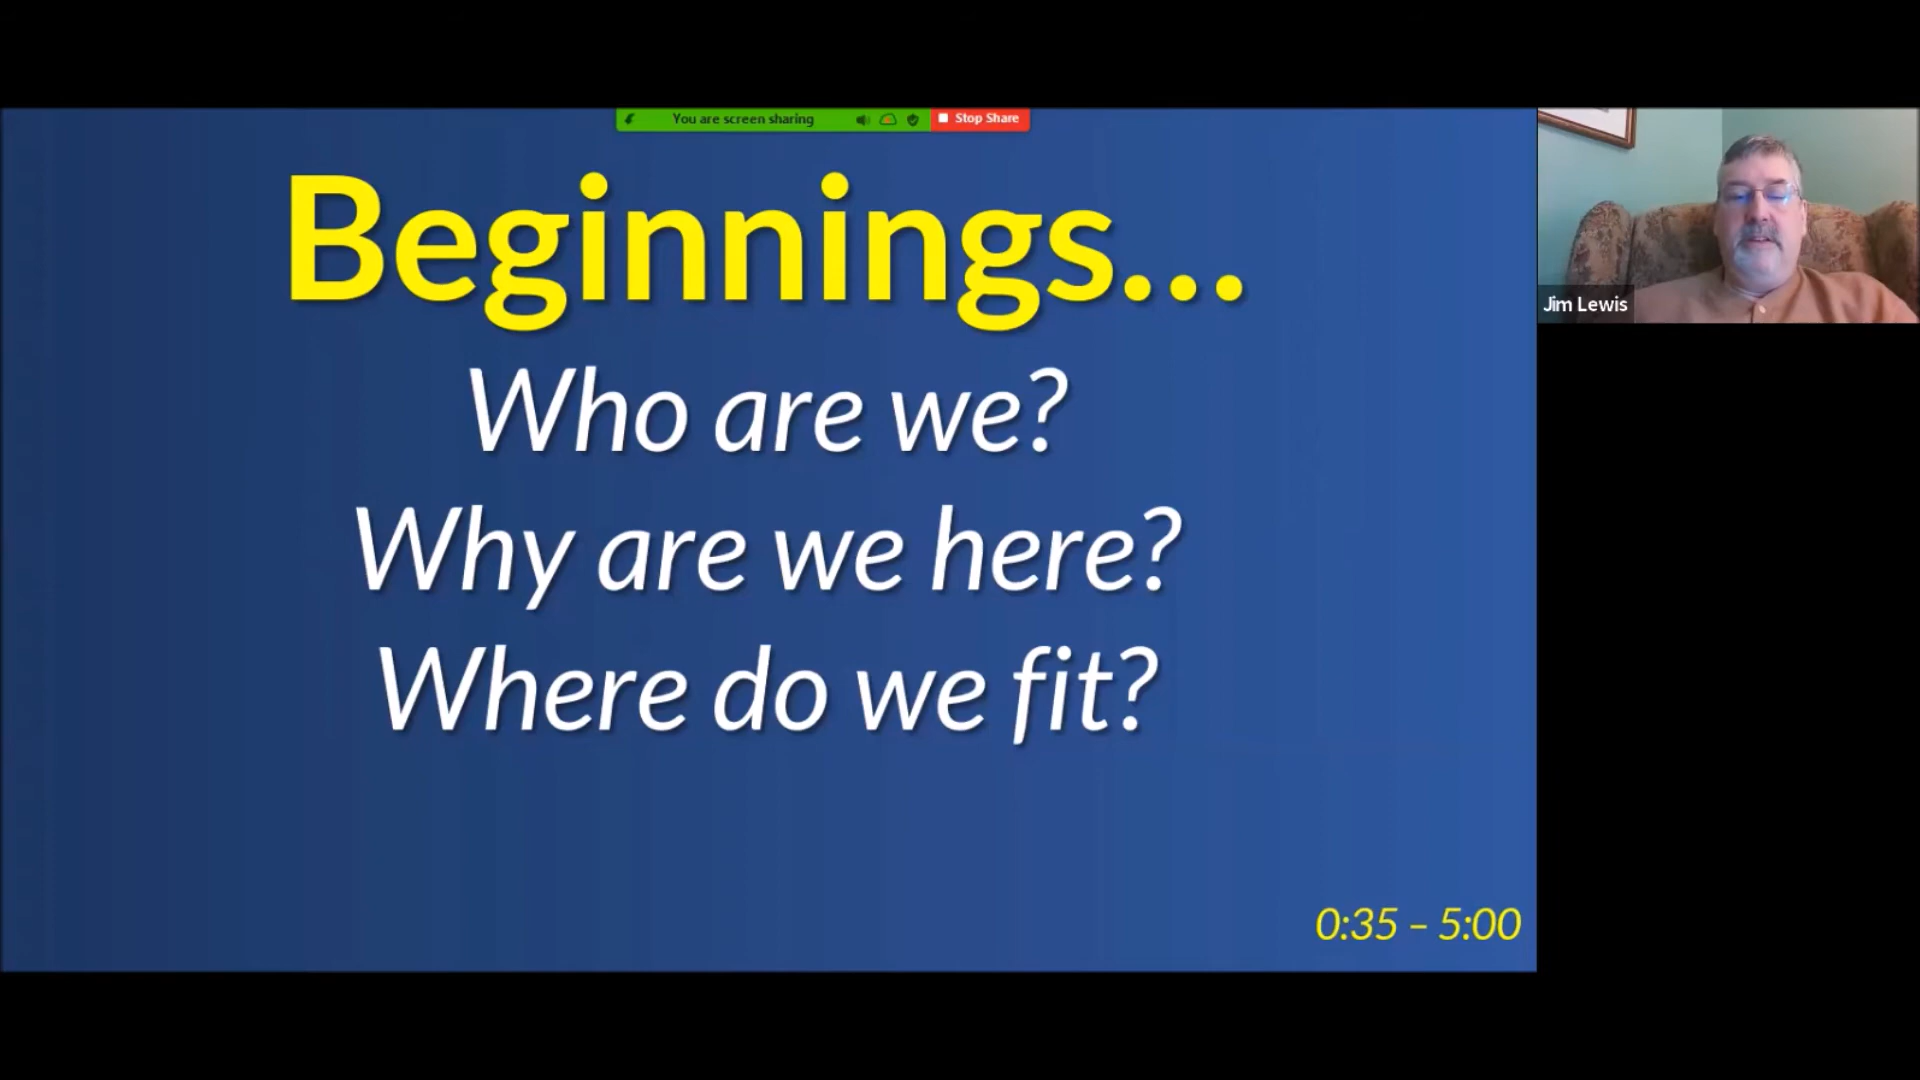 You are screen sharing
Stop Share
Beginnings...
Who are we?
Why are we here?
Where do we fit?
Jim Lewis
0:35 – 5:00